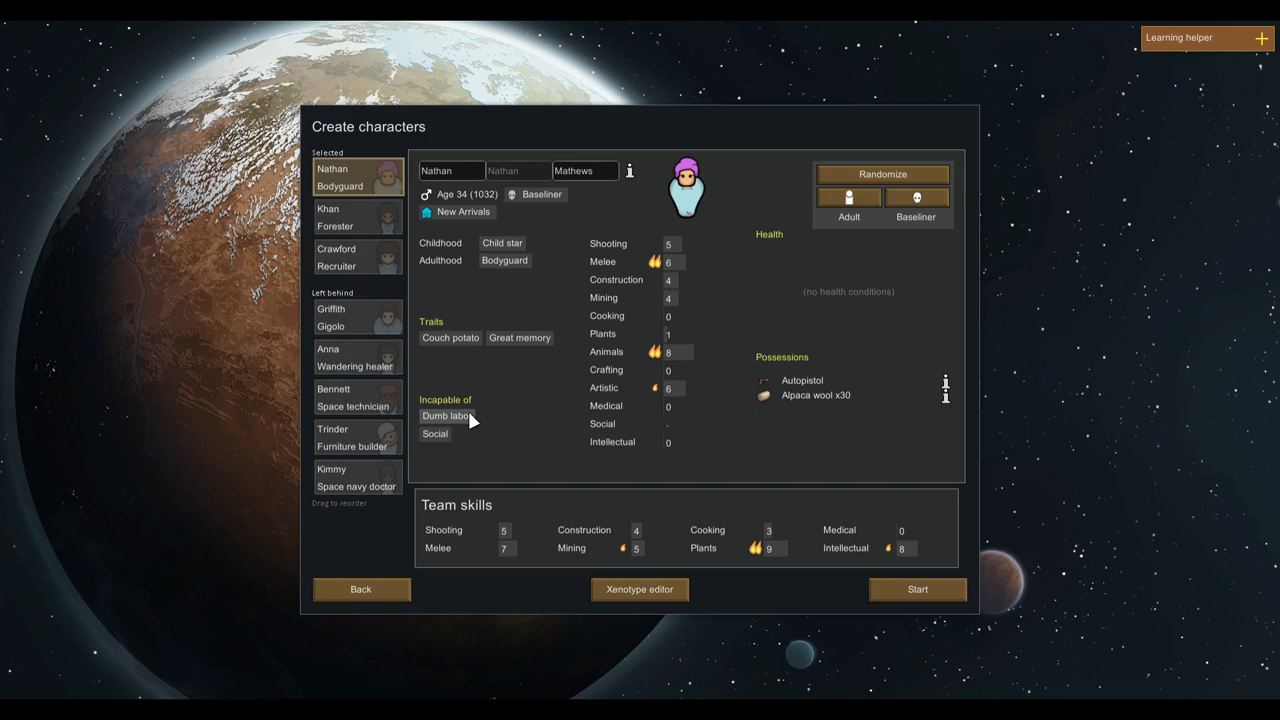 Learning helper
Create characters
Selected
Nathan
Bodyguard
Khan
Forester
Crawford
Recruiter
Left behind
Griffith
Gigolo
Anna
Wandering healer
Bennett
Space technician
Trinder
Furniture builder
Kimmy
Space navy doctor
Drag to reorder
Nathan Nathan Mathews
Age 34 (1032) Baseliner
New Arrivals
Childhood Child star
Adulthood Bodyguard
Traits
Couch potato Great memory
Incapable of
Dumb labo
Social
Shooting 5
Melee 6
Construction 4
Mining 4
Cooking 0
Plants 1
Animals 8
Crafting 0
Artistic 6
Medical 0
Social -
Intellectual 0
Randomize
Adult Baseliner
Health
(no health conditions)
Possessions
Autopistol
Alpaca wool x30
Team skills
Shooting 5 Construction 4 Cooking 3 Medical 0
Melee 7 Mining 5 Plants 9 Intellectual 8
Back Xenotype editor Start